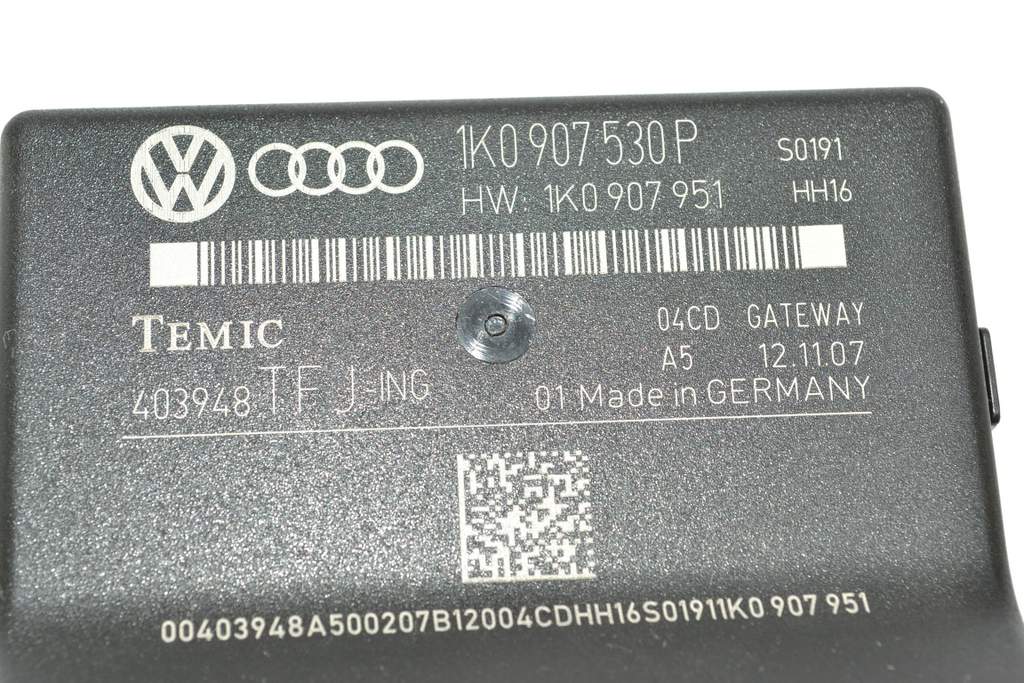 1K0 907 530 P S0191
HW: 1K0 907 951 HH16
TEMIC 04CD GATEWAY
A5 12.11.07
403948 TF J-ING 01 Made in GERMANY
00403948A500207B12004CDHH16S01911K0 907 951